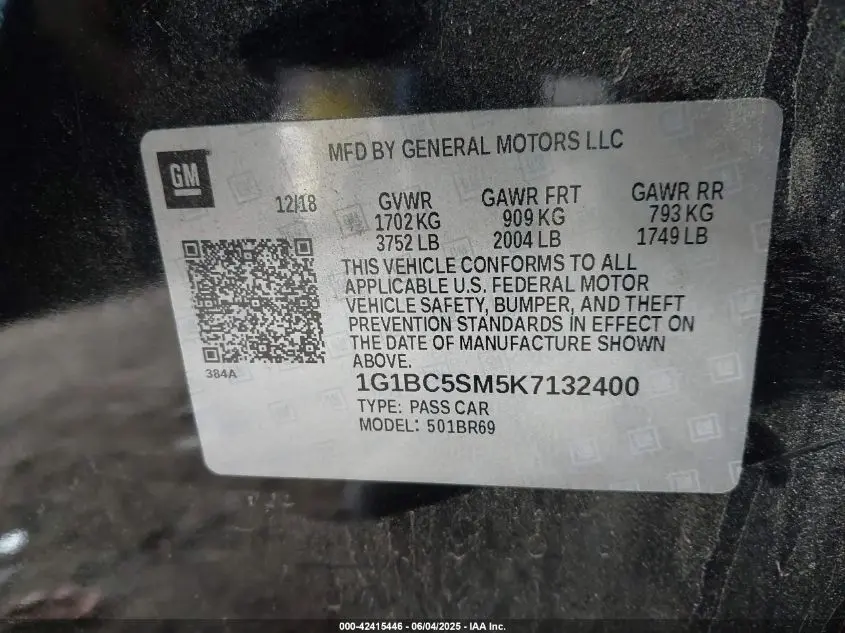 MFD BY GENERAL MOTORS LLC
GM
12/18
GVWR GAWR FRT GAWR RR
1702 KG 909 KG 793 KG
3752 LB 2004 LB 1749 LB
THIS VEHICLE CONFORMS TO ALL
APPLICABLE U.S. FEDERAL MOTOR
VEHICLE SAFETY, BUMPER, AND THEFT
PREVENTION STANDARDS IN EFFECT ON
THE DATE OF MANUFACTURE SHOWN
ABOVE.
384A
1G1BC5SM5K7132400
TYPE: PASS CAR
MODEL: 501BR69
000-42415446 - 06/04/2025 - IAA Inc.